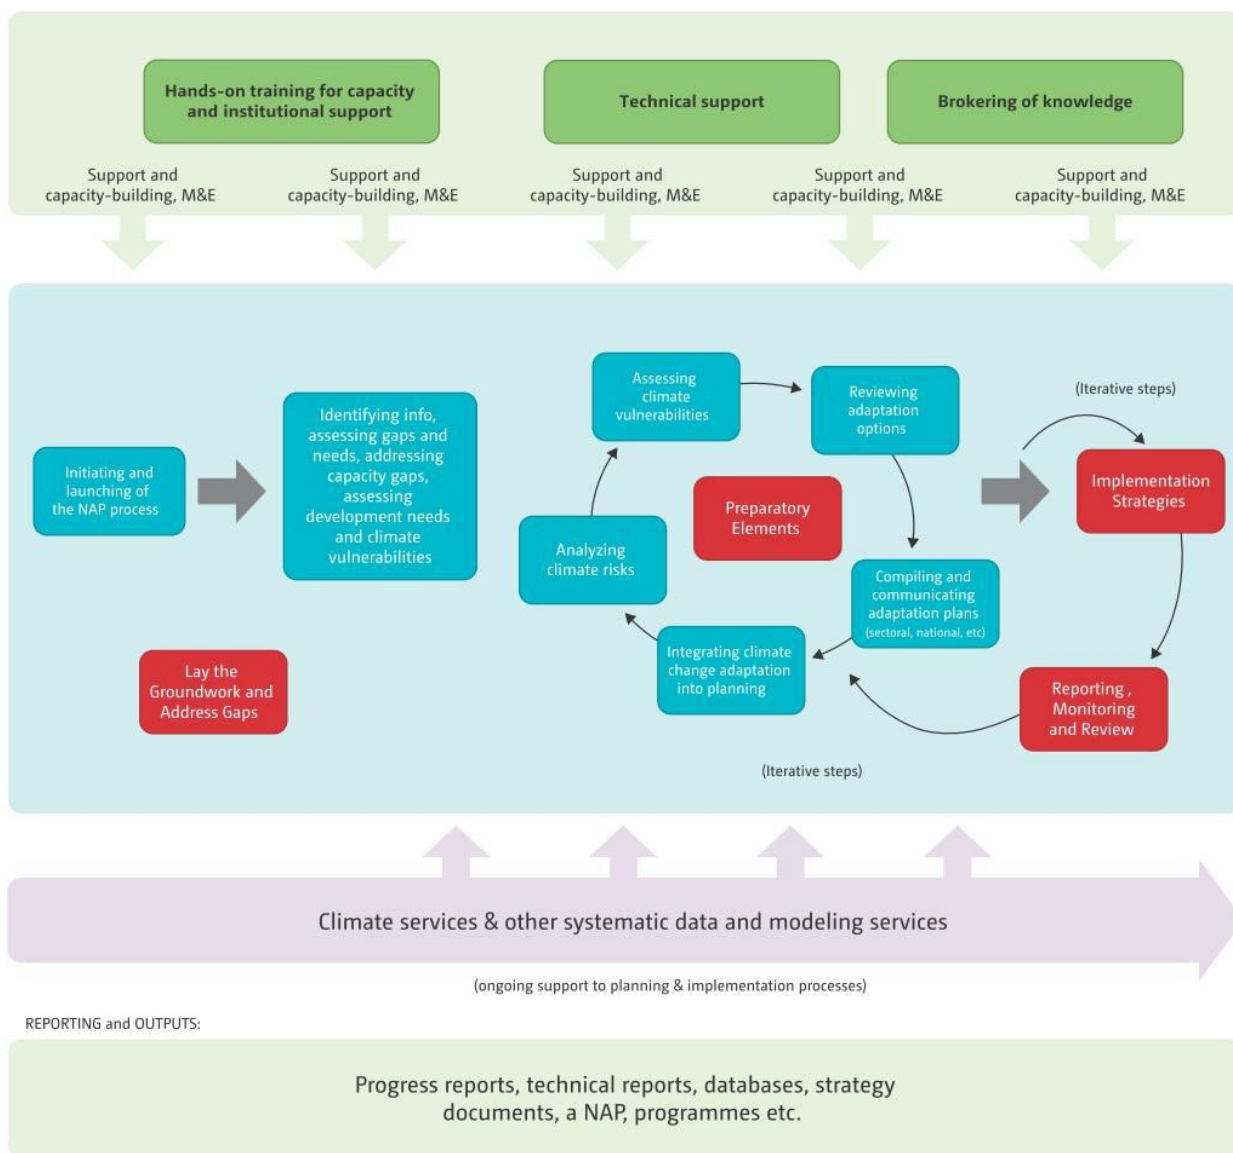 Hands-on training for capacity
and institutional support
Technical support
Brokering of knowledge
Support and
capacity-building, M&E
Support and
capacity-building, M&E
Support and
capacity-building, M&E
Support and
capacity-building, M&E
Support and
capacity-building, M&E
Initiating and
launching of
the NAP process
Identifying info,
assessing gaps and
needs, addressing
capacity gaps,
assessing
development needs
and climate
vulnerabilities
Lay the
Groundwork and
Address Gaps
Assessing
climate
vulnerabilities
Reviewing
adaptation
options
Preparatory
Elements
Analyzing
climate risks
Compiling and
communicating
adaptation plans
(sectoral, national, etc)
Integrating climate
change adaptation
into planning
(Iterative steps)
Implementation
Strategies
Reporting ,
Monitoring
and Review
(Iterative steps)
Climate services & other systematic data and modeling services
(ongoing support to planning & implementation processes)
REPORTING and OUTPUTS:
Progress reports, technical reports, databases, strategy
documents, a NAP, programmes etc.